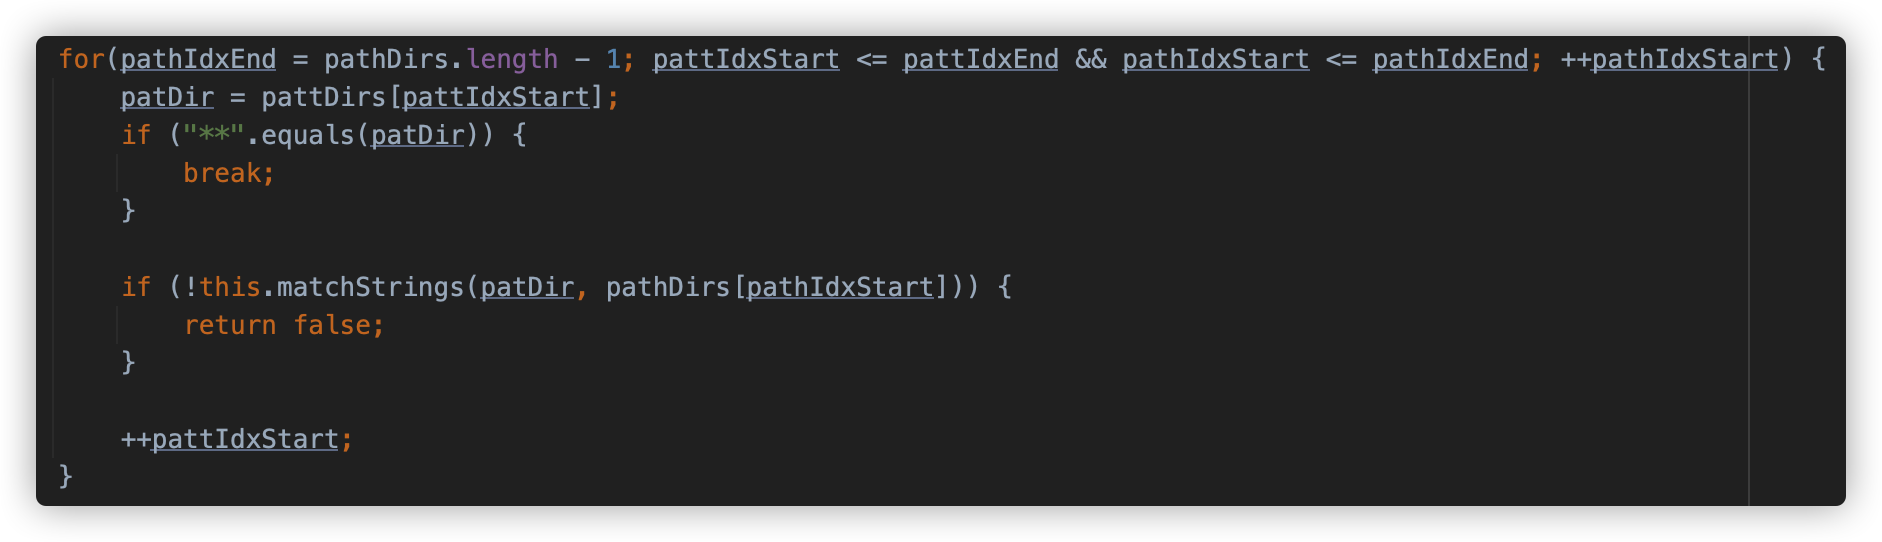 for(pathIdxEnd = pathDirs.length - 1; pattIdxStart <= pattIdxEnd && pathIdxStart <= pathIdxEnd; ++pathIdxStart) {
    patDir = pattDirs[pattIdxStart];
    if ("**".equals(patDir)) {
        break;
    }

    if (!this.matchStrings(patDir, pathDirs[pathIdxStart])) {
        return false;
    }

    ++pattIdxStart;
}